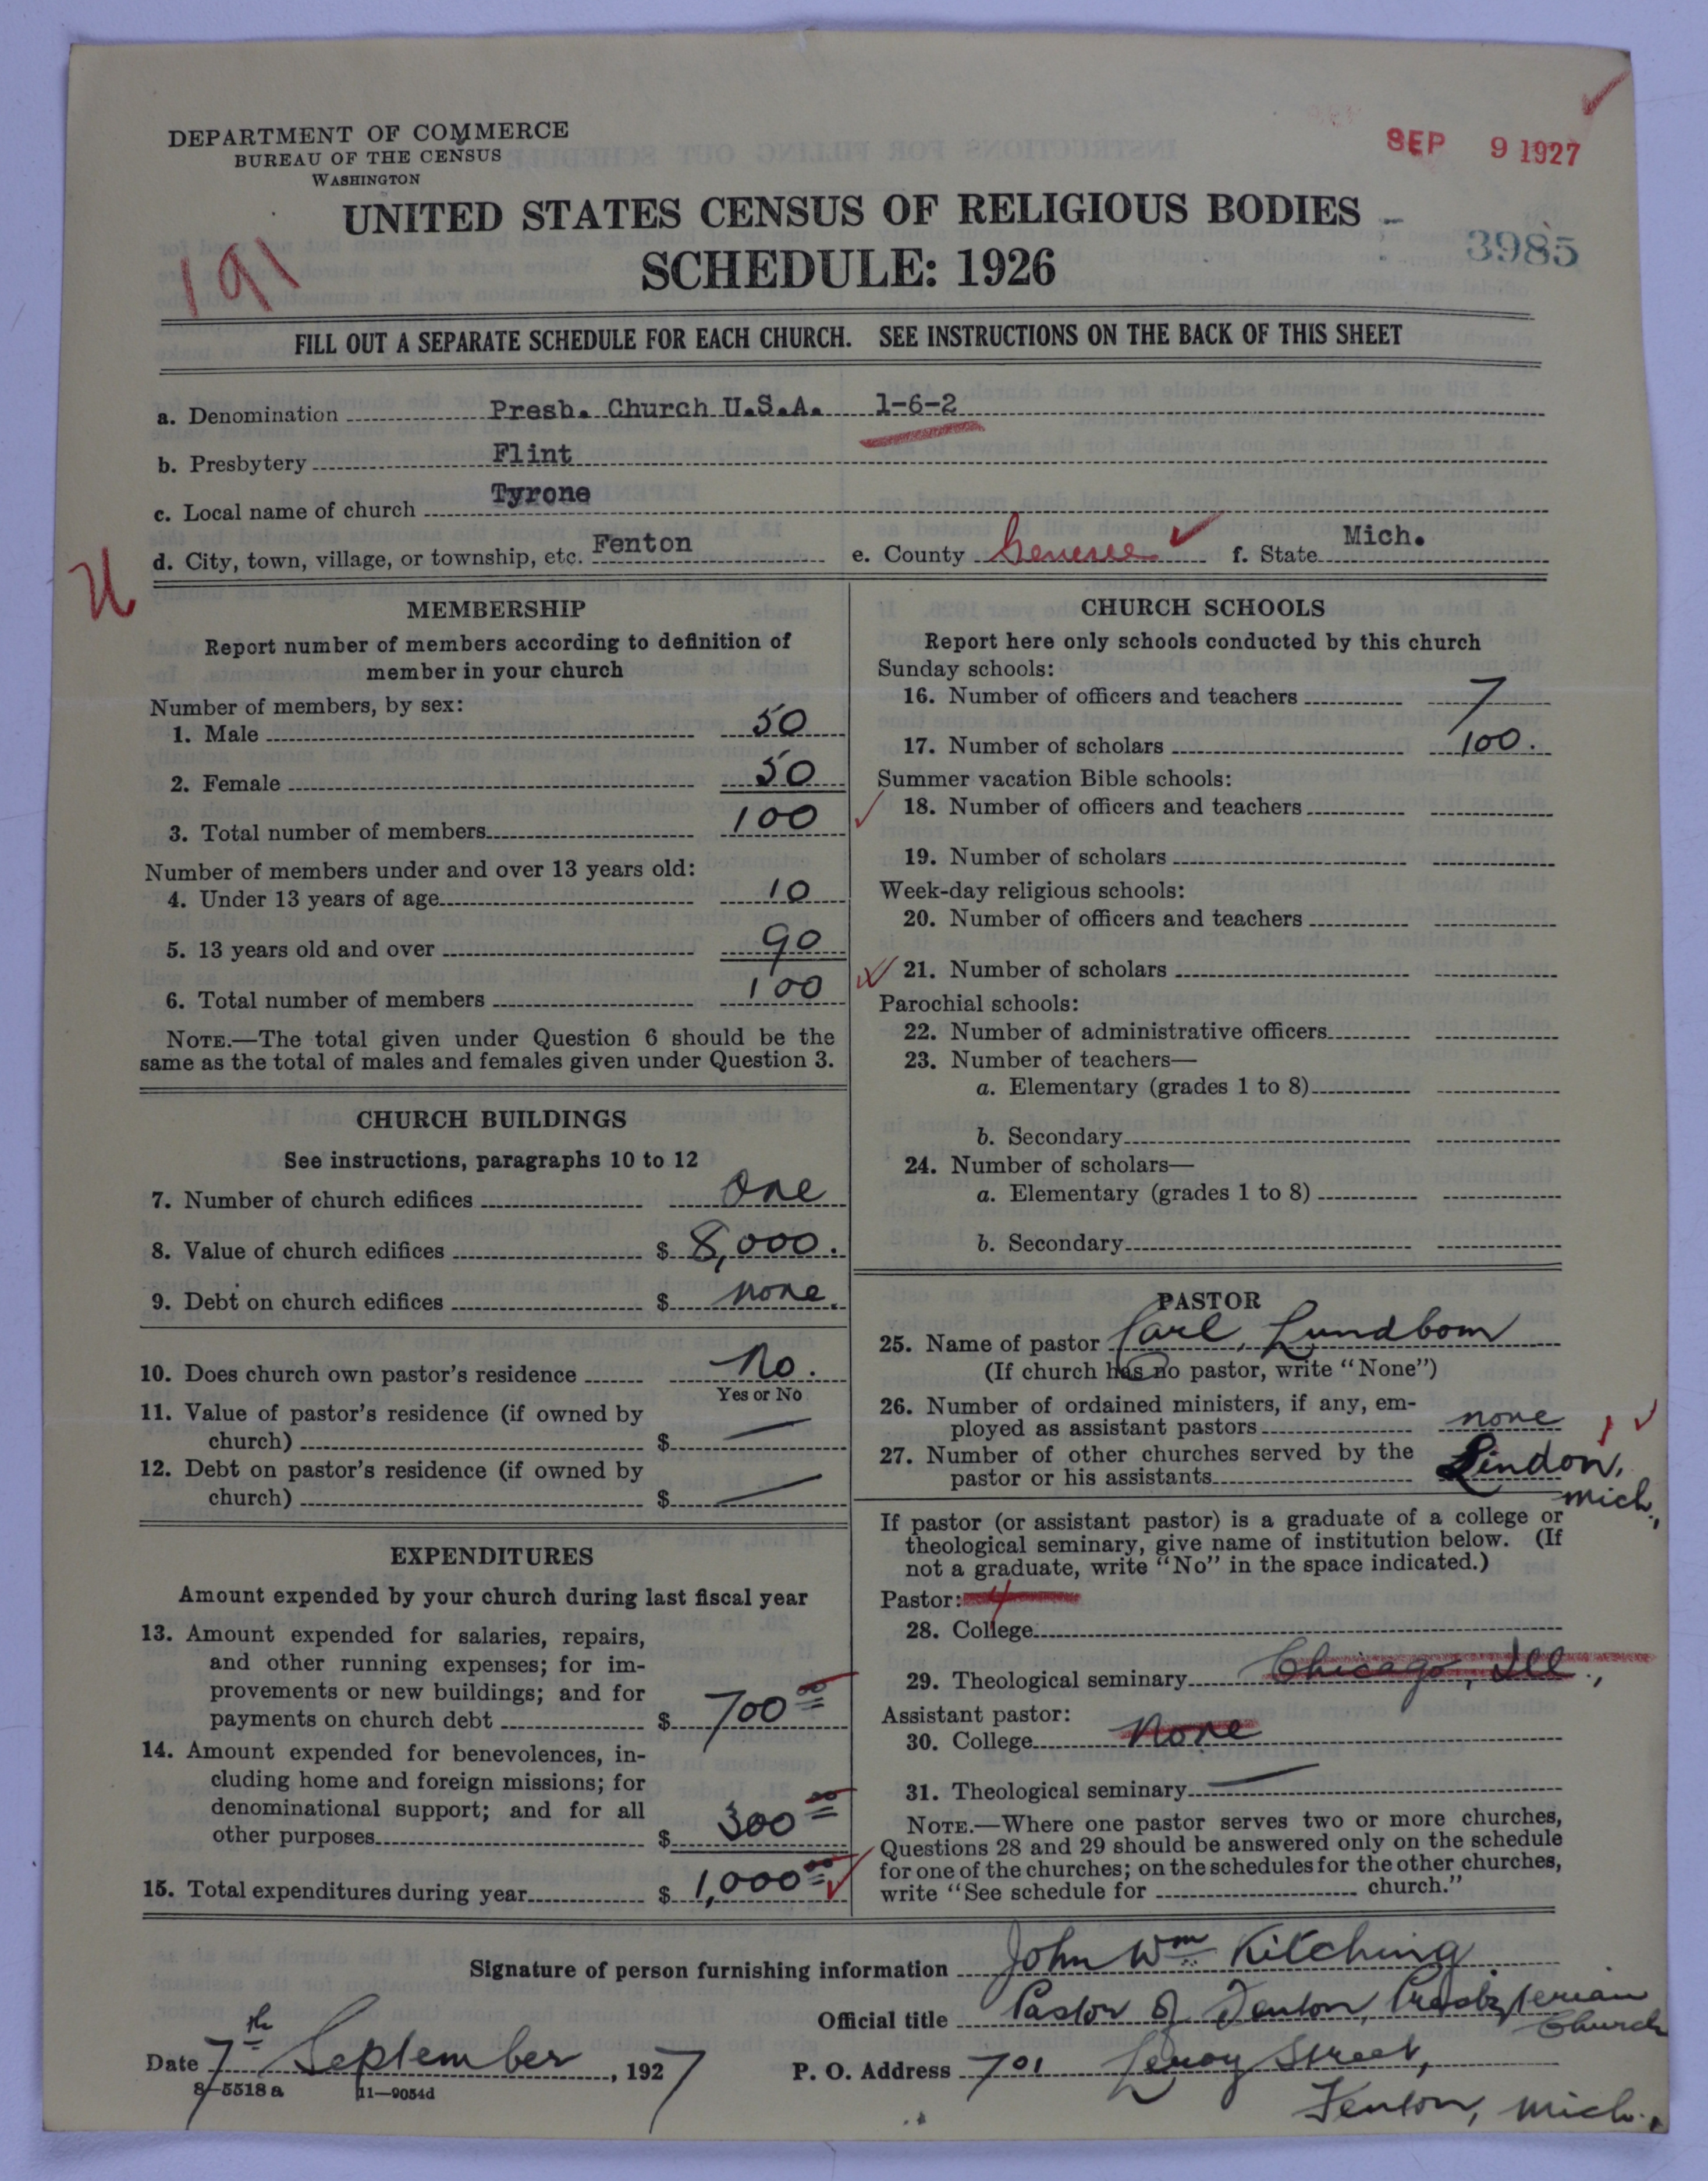 DEPARTMENT OF COMMERCE
BUREAU OF THE CENSUS
WASHINGTON
SEP 9 1927
UNITED STATES CENSUS OF RELIGIOUS BODIES
3985
191
SCHEDULE: 1926
FILL OUT A SEPARATE SCHEDULE FOR EACH CHURCH. SEE INSTRUCTIONS ON THE BACK OF THIS SHEET
a. Denomination Presb. Church U.S.A. 1-6-2
b. Presbytery Flint
c. Local name of church Tyrone
d. City, town, village, or township, etc. Fenton e. County Genesee f. State Mich.
MEMBERSHIP
Report number of members according to definition of
member in your church
Number of members, by sex:
1. Male 50
2. Female 50
3. Total number of members 100
Number of members under and over 13 years old:
4. Under 13 years of age 10
5. 13 years old and over 90
6. Total number of members 100
NOTE.—The total given under Question 6 should be the
same as the total of males and females given under Question 3.
CHURCH BUILDINGS
See instructions, paragraphs 10 to 12
7. Number of church edifices One
8. Value of church edifices $ 8,000.
9. Debt on church edifices $ none.
10. Does church own pastor's residence No.
Yes or No
11. Value of pastor's residence (if owned by
church) $ —
12. Debt on pastor's residence (if owned by
church) $ —
EXPENDITURES
Amount expended by your church during last fiscal year
13. Amount expended for salaries, repairs,
and other running expenses; for im-
provements or new buildings; and for
payments on church debt $ 700 00
14. Amount expended for benevolences, in-
cluding home and foreign missions; for
denominational support; and for all
other purposes $ 300 00
15. Total expenditures during year $ 1,000 00
CHURCH SCHOOLS
Report here only schools conducted by this church
Sunday schools:
16. Number of officers and teachers 7
17. Number of scholars 100.
Summer vacation Bible schools:
18. Number of officers and teachers
19. Number of scholars
Week-day religious schools:
20. Number of officers and teachers
21. Number of scholars
Parochial schools:
22. Number of administrative officers
23. Number of teachers—
a. Elementary (grades 1 to 8)
b. Secondary
24. Number of scholars—
a. Elementary (grades 1 to 8)
b. Secondary
PASTOR
25. Name of pastor Carl, Lundbom
(If church has no pastor, write "None")
26. Number of ordained ministers, if any, em-
ployed as assistant pastors none
27. Number of other churches served by the
pastor or his assistants Lindon,
Mich.,
If pastor (or assistant pastor) is a graduate of a college or
theological seminary, give name of institution below. (If
not a graduate, write "No" in the space indicated.)
Pastor: 4
28. College
29. Theological seminary Chicago, Ill.,
Assistant pastor:
30. College None
31. Theological seminary —
NOTE.—Where one pastor serves two or more churches,
Questions 28 and 29 should be answered only on the schedule
for one of the churches; on the schedules for the other churches,
write "See schedule for church."
Signature of person furnishing information John Wm Kitching
Official title Pastor of Fenton, Presbyterian
Church
Date 7th September, 1927 P. O. Address 701 Leroy Street,
8-5518a 11-9054d
Fenton, Mich.,